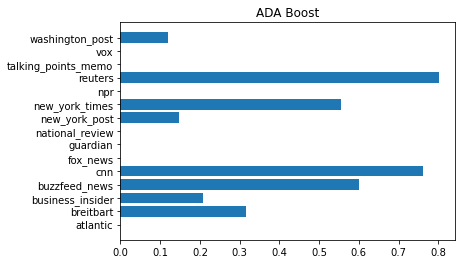 ADA Boost
washington_post
vox
talking_points_memo
reuters
npr
new_york_times
new_york_post
national_review
guardian
fox_news
cnn
buzzfeed_news
business_insider
breitbart
atlantic
0.0 0.1 0.2 0.3 0.4 0.5 0.6 0.7 0.8